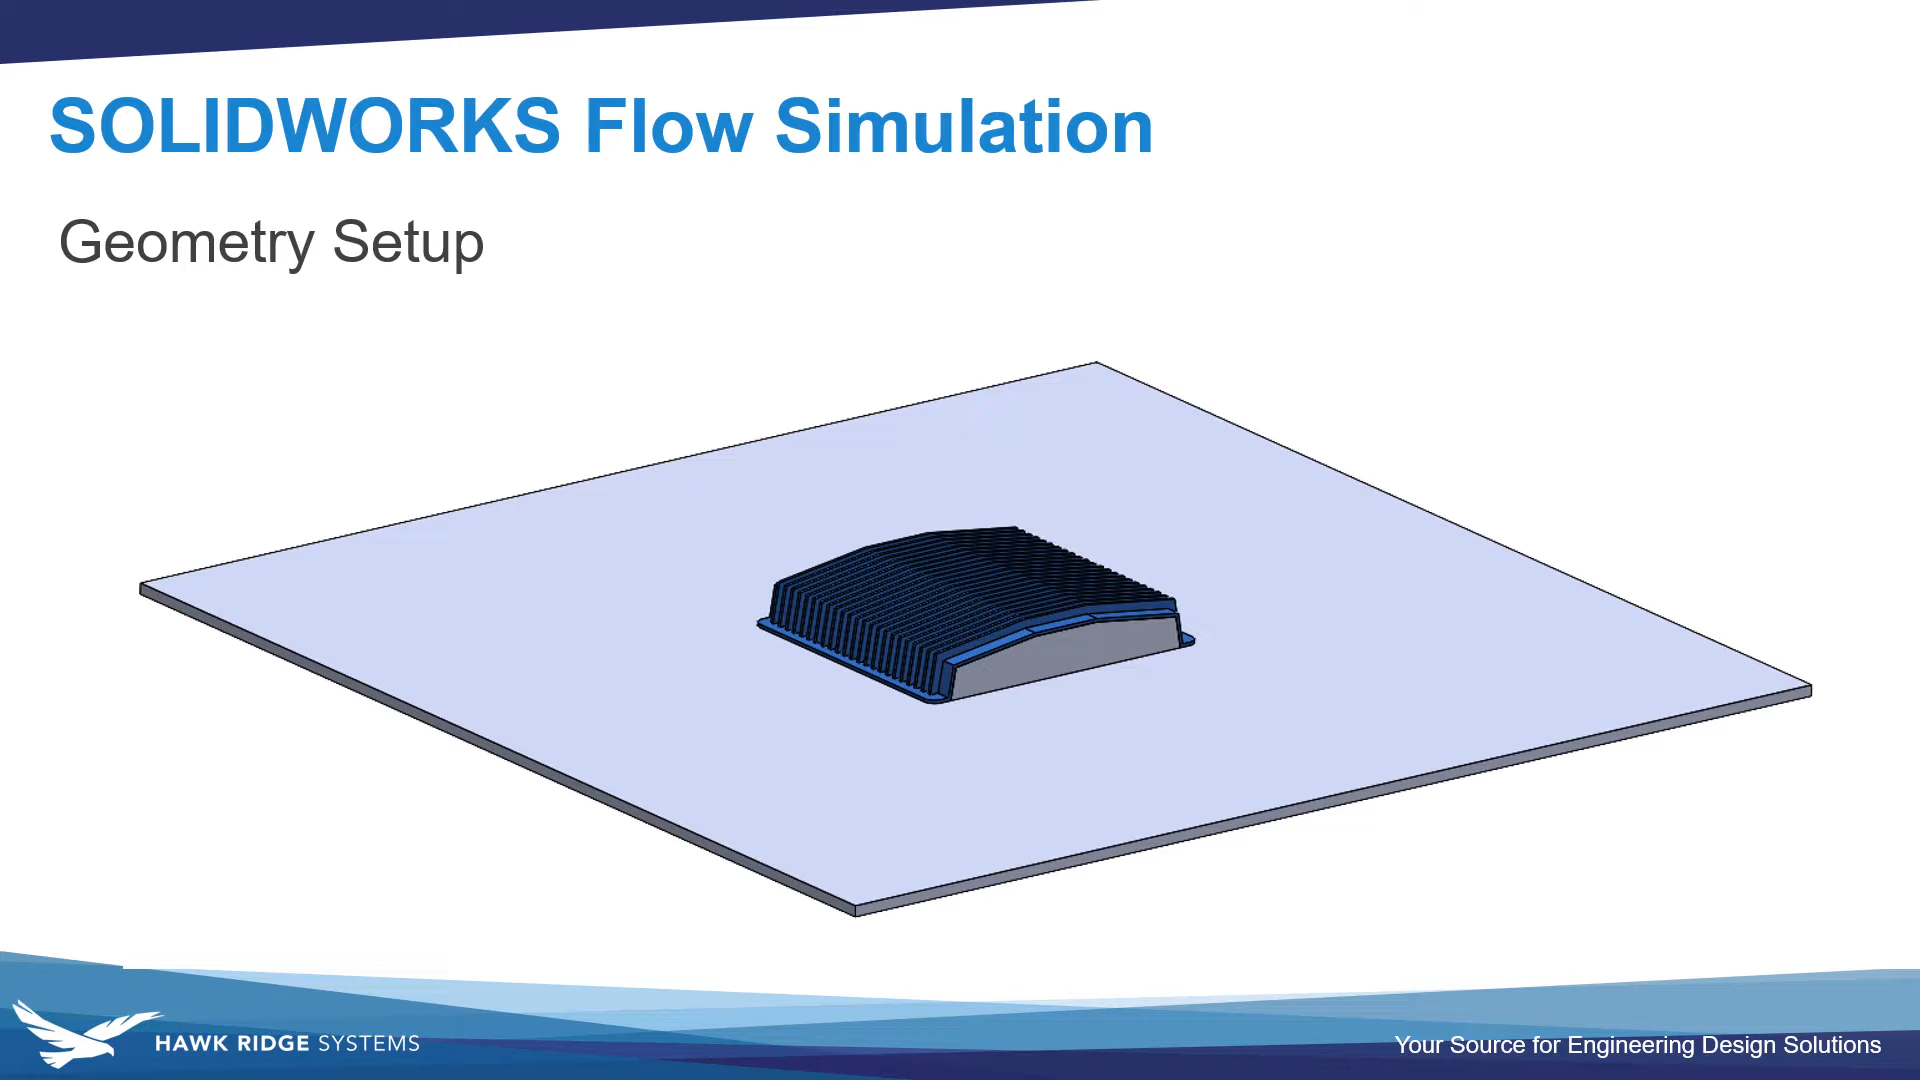 SOLIDWORKS Flow Simulation
Geometry Setup
HAWK RIDGE SYSTEMS
Your Source for Engineering Design Solutions